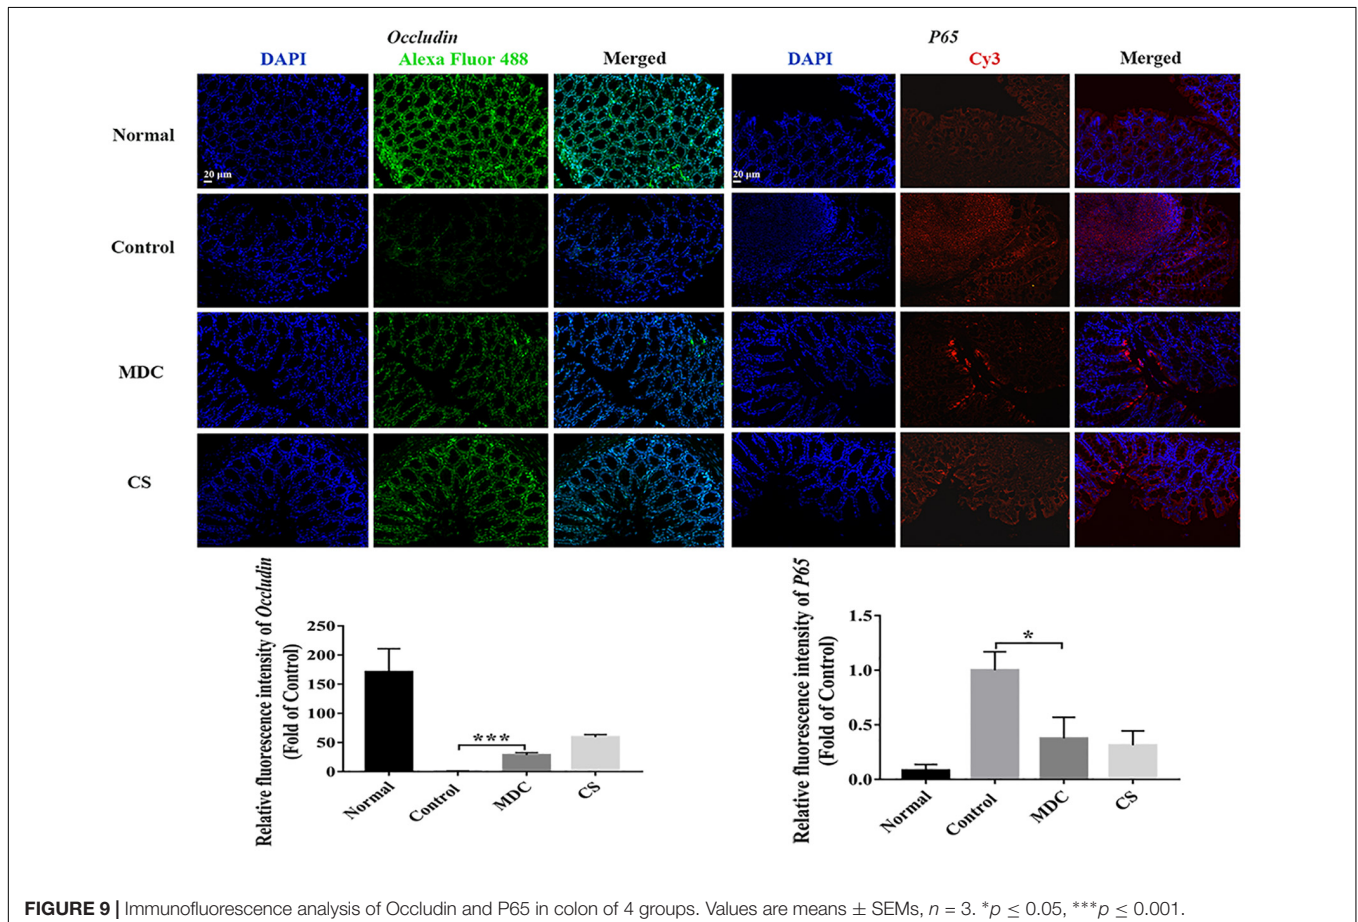 Occludin P65
DAPI Alexa Fluor 488 Merged DAPI Cy3 Merged
Normal
20 μm 20 μm
Control
MDC
CS
Relative fluorescence intensity of Occludin
(Fold of Control)
250
200
150
100
50
0
***
Normal
Control
MDC
CS
Relative fluorescence intensity of P65
(Fold of Control)
1.5
1.0
0.5
0.0
*
Normal
Control
MDC
CS
FIGURE 9 | Immunofluorescence analysis of Occludin and P65 in colon of 4 groups. Values are means ± SEMs, n = 3. *p ≤ 0.05, ***p ≤ 0.001.